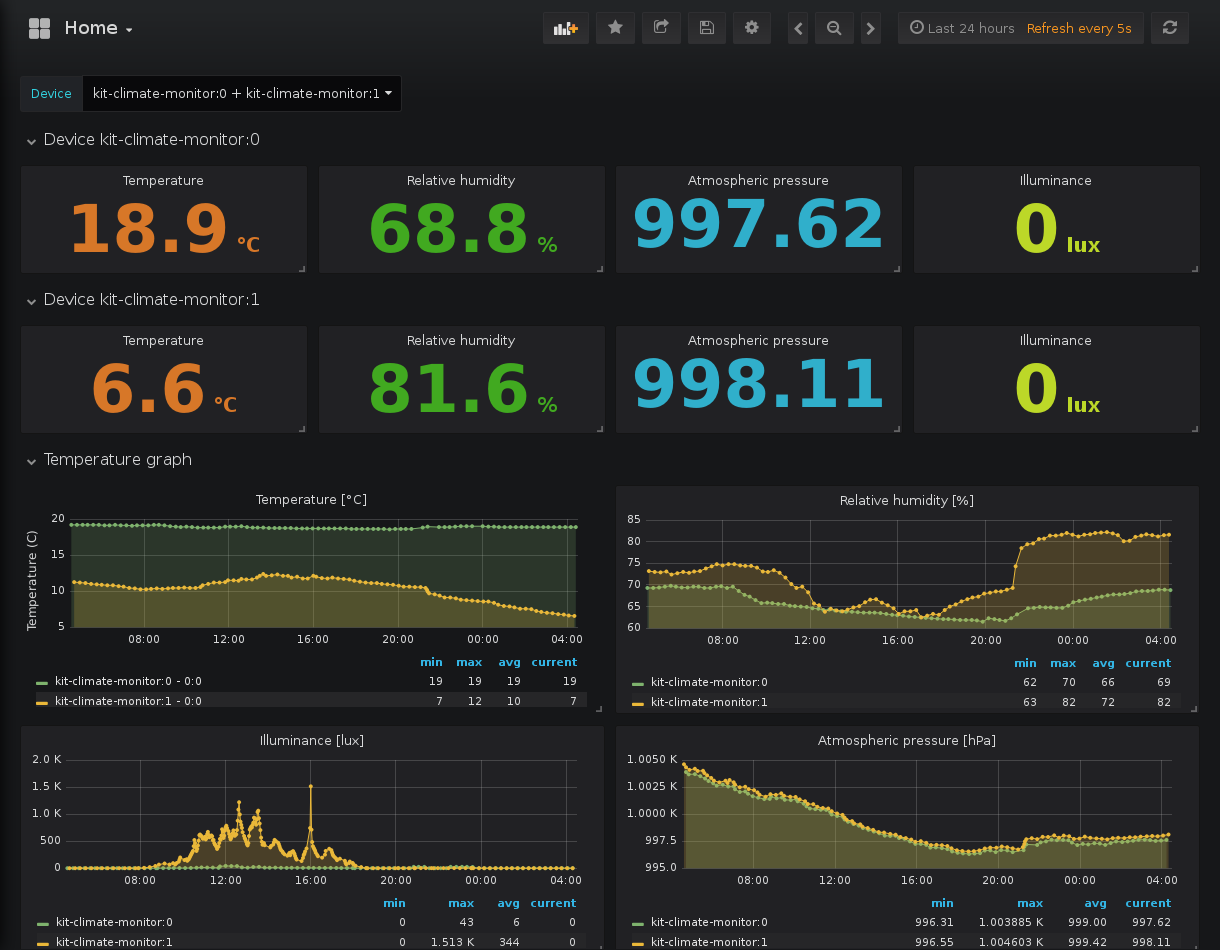 Home
Last 24 hours Refresh every 5s
Device kit-climate-monitor:0 + kit-climate-monitor:1
Device kit-climate-monitor:0
Temperature Relative humidity Atmospheric pressure Illuminance
18.9 °C 68.8 % 997.62 0 lux
Device kit-climate-monitor:1
Temperature Relative humidity Atmospheric pressure Illuminance
6.6 °C 81.6 % 998.11 0 lux
Temperature graph
Temperature [°C]
Temperature (C)
20
15
10
5
08:00 12:00 16:00 20:00 00:00 04:00
min max avg current
kit-climate-monitor:0 - 0:0 19 19 19 19
kit-climate-monitor:1 - 0:0 7 12 10 7
Relative humidity [%]
85
80
75
70
65
60
08:00 12:00 16:00 20:00 00:00 04:00
min max avg current
kit-climate-monitor:0 62 70 66 69
kit-climate-monitor:1 63 82 72 82
Illuminance [lux]
2.0 K
1.5 K
1.0 K
500
0
08:00 12:00 16:00 20:00 00:00 04:00
min max avg current
kit-climate-monitor:0 0 43 6 0
kit-climate-monitor:1 0 1.513 K 344 0
Atmospheric pressure [hPa]
1.0050 K
1.0025 K
1.0000 K
997.5
995.0
08:00 12:00 16:00 20:00 00:00 04:00
min max avg current
kit-climate-monitor:0 996.31 1.003885 K 999.00 997.62
kit-climate-monitor:1 996.55 1.004603 K 999.42 998.11